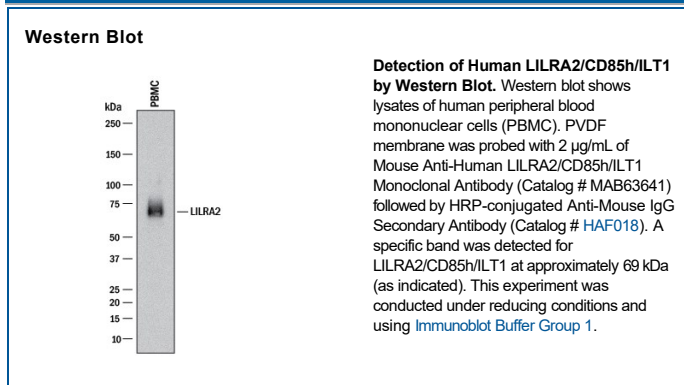 Western Blot
kDa
PBMC
250
150
100
75
LILRA2
50
37
25
20
15
10
Detection of Human LILRA2/CD85h/ILT1
by Western Blot. Western blot shows
lysates of human peripheral blood
mononuclear cells (PBMC). PVDF
membrane was probed with 2 µg/mL of
Mouse Anti-Human LILRA2/CD85h/ILT1
Monoclonal Antibody (Catalog # MAB63641)
followed by HRP-conjugated Anti-Mouse IgG
Secondary Antibody (Catalog # HAF018). A
specific band was detected for
LILRA2/CD85h/ILT1 at approximately 69 kDa
(as indicated). This experiment was
conducted under reducing conditions and
using Immunoblot Buffer Group 1.